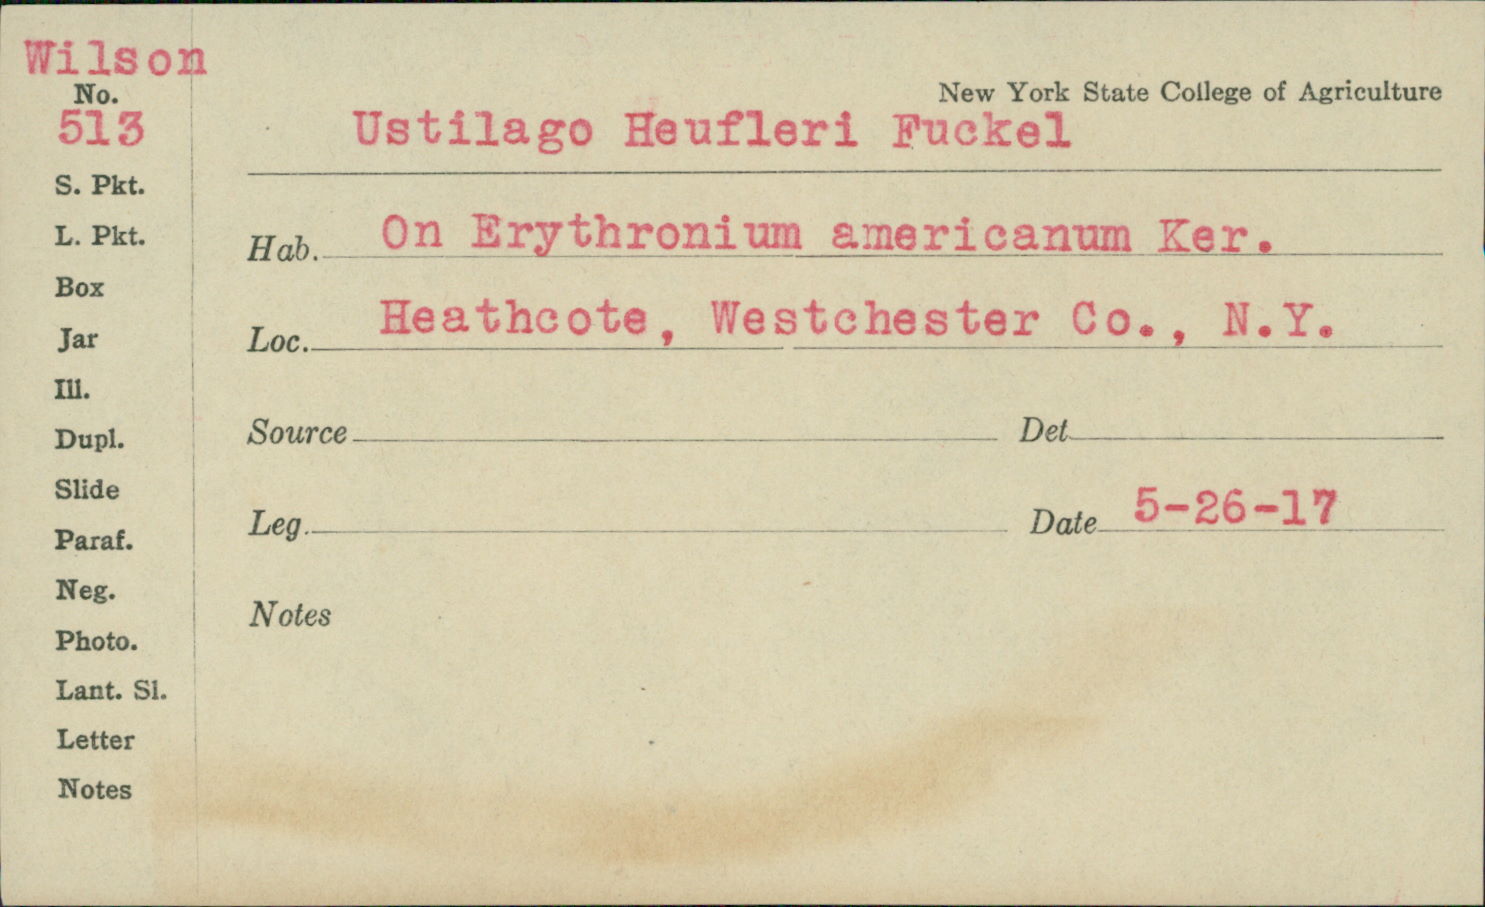 Wilson
No.
513
New York State College of Agriculture
Ustilago Heufleri Fuckel
S. Pkt.
L. Pkt.
Hab. On Erythronium americanum Ker.
Box
Jar
Loc. Heathcote, Westchester Co., N.Y.
Ill.
Dupl.
Source Det.
Slide
Leg. Date 5-26-17
Paraf.
Neg.
Notes
Photo.
Lant. Sl.
Letter
Notes